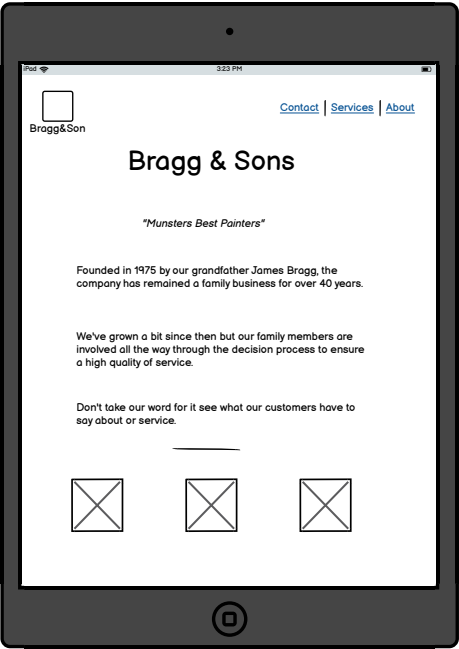 iPad 3:23 PM
Contact | Services | About
Bragg&Son
Bragg & Sons
"Munsters Best Painters"
Founded in 1975 by our grandfather James Bragg, the
company has remained a family business for over 40 years.
We've grown a bit since then but our family members are
involved all the way through the decision process to ensure
a high quality of service.
Don't take our word for it see what our customers have to
say about or service.